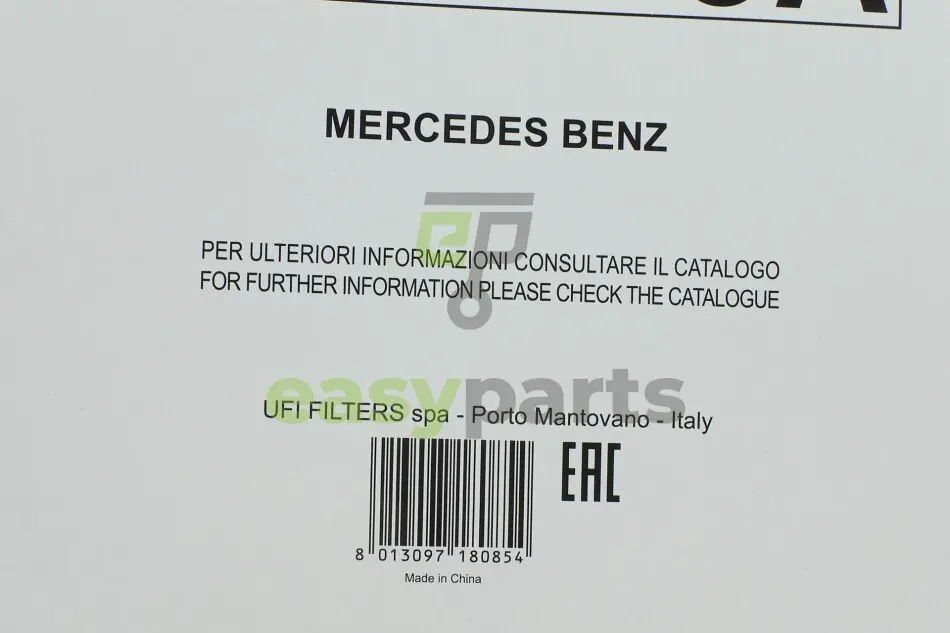 MERCEDES BENZ
PER ULTERIORI INFORMAZIONI CONSULTARE IL CATALOGO
FOR FURTHER INFORMATION PLEASE CHECK THE CATALOGUE
easyparts
UFI FILTERS spa - Porto Mantovano - Italy
EAC
8 013097 180854
Made in China